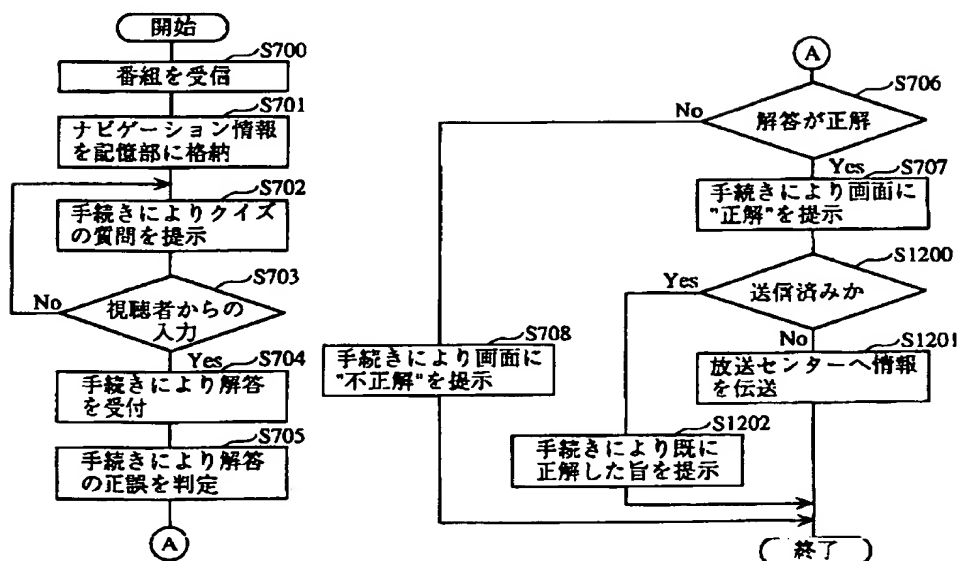 開始
S700
番組を受信
S701
ナビゲーション情報
を記憶部に格納
S702
手続きによりクイズ
の質問を提示
S703
No
視聴者からの
入力
Yes
S704
手続きにより解答
を受付
S705
手続きにより解答
の正誤を判定
A
A
S706
No
解答が正解
Yes
S707
手続きにより画面に
"正解"を提示
S1200
Yes
送信済みか
No
S1201
放送センターへ情報
を伝送
S708
手続きにより画面に
"不正解"を提示
S1202
手続きにより既に
正解した旨を提示
終了